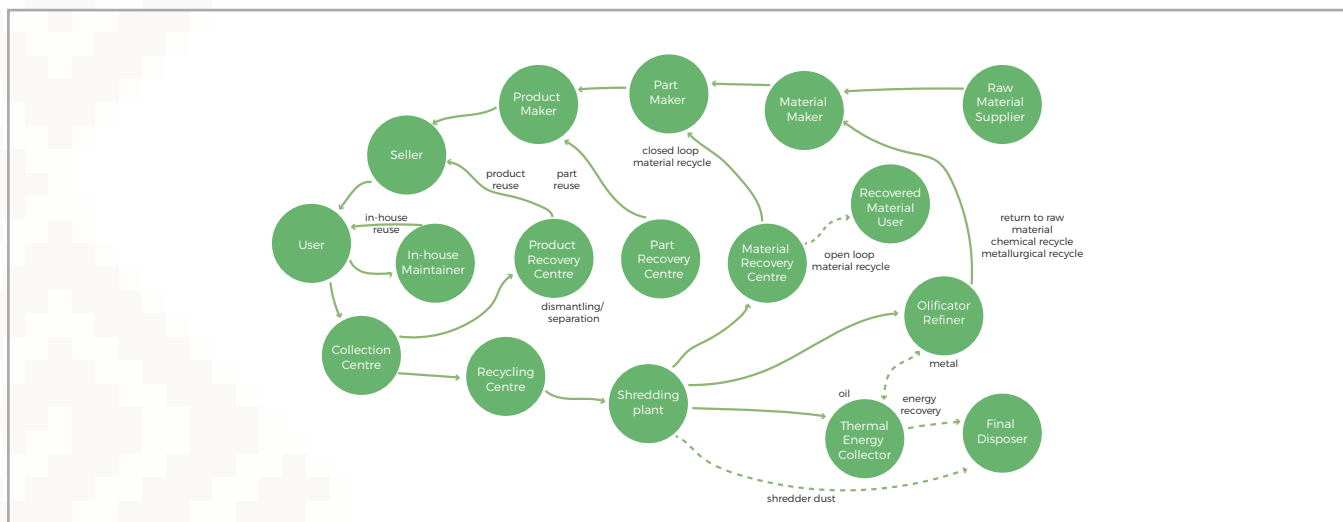 Part
Maker
Product
Maker
Material
Maker
Raw
Material
Supplier
Seller
closed loop
material recycle
product
reuse
part
reuse
Recovered
Material
User
in-house
reuse
User
In-house
Maintainer
Product
Recovery
Centre
Part
Recovery
Centre
Material
Recovery
Centre
open loop
material recycle
return to raw
material
chemical recycle
metallurgical recycle
dismantling/
separation
Olificator
Refiner
Collection
Centre
Recycling
Centre
Shredding
plant
metal
oil
energy
recovery
Thermal
Energy
Collector
Final
Disposer
shredder dust